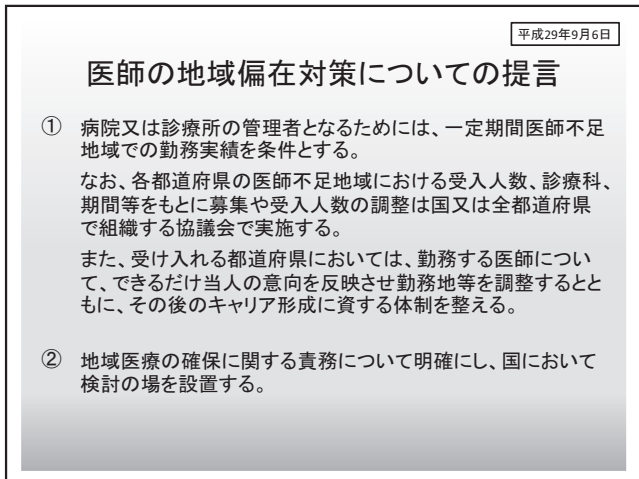 平成29年9月6日
医師の地域偏在対策についての提言
① 病院又は診療所の管理者となるためには、一定期間医師不足
地域での勤務実績を条件とする。
なお、各都道府県の医師不足地域における受入人数、診療科、
期間等をもとに募集や受入人数の調整は国又は全都道府県
で組織する協議会で実施する。
また、受け入れる都道府県においては、勤務する医師につい
て、できるだけ当人の意向を反映させ勤務地等を調整するとと
もに、その後のキャリア形成に資する体制を整える。
② 地域医療の確保に関する責務について明確にし、国において
検討の場を設置する。